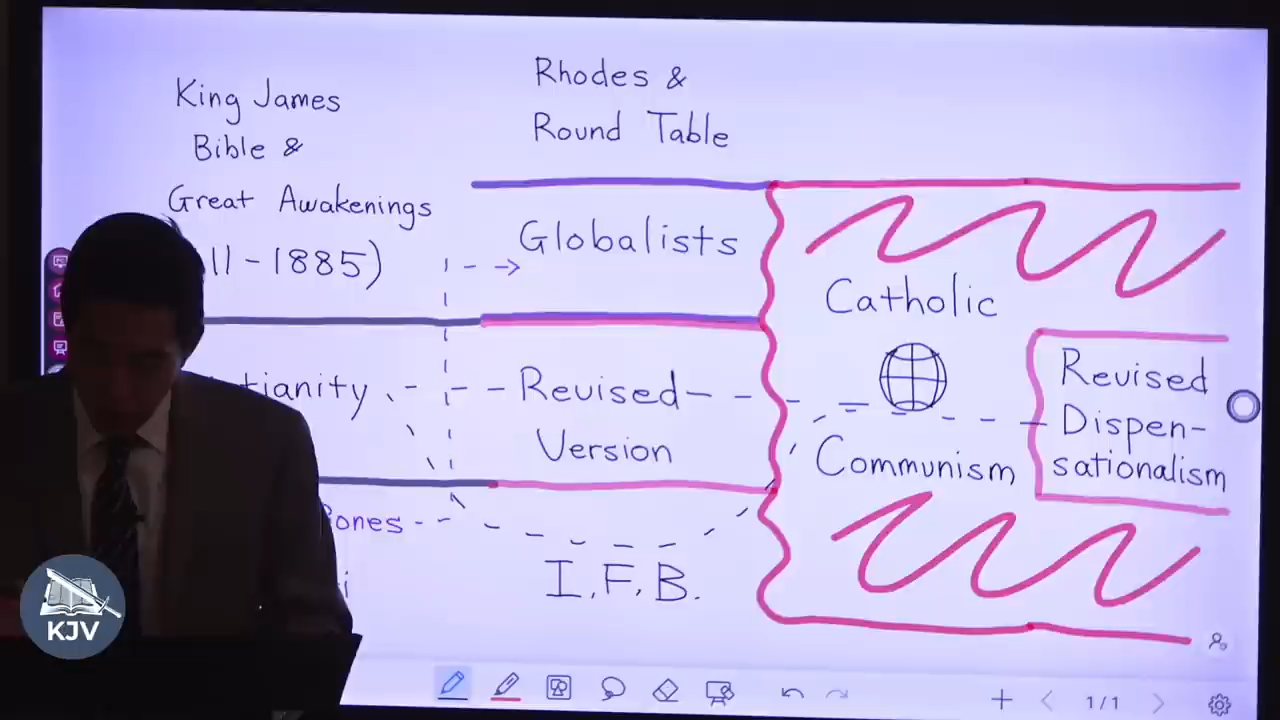 King James
Bible &
Great Awakenings
11-1885)
Rhodes &
Round Table
Globalists
tianity
Revised
Version
Bones
I.F.B.
Catholic
Communism
Revised
Dispen-
sationalism
KJV
1/1